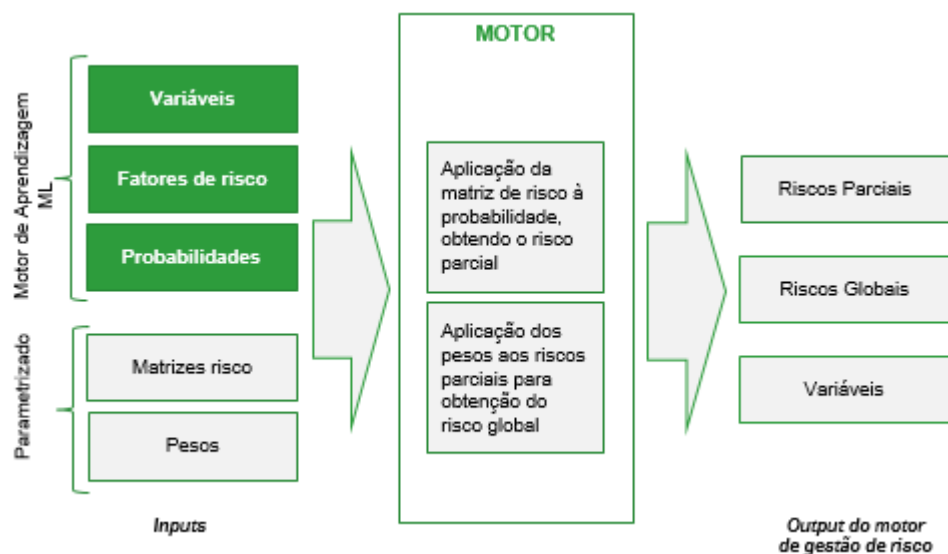 Motor de Aprendizagem
ML
Variáveis
Fatores de risco
Probabilidades
Parametrizado
Matrizes risco
Pesos
Inputs
MOTOR
Aplicação da
matriz de risco à
probabilidade,
obtendo o risco
parcial
Aplicação dos
pesos aos riscos
parciais para
obtenção do
risco global
Riscos Parciais
Riscos Globais
Variáveis
Output do motor
de gestão de risco